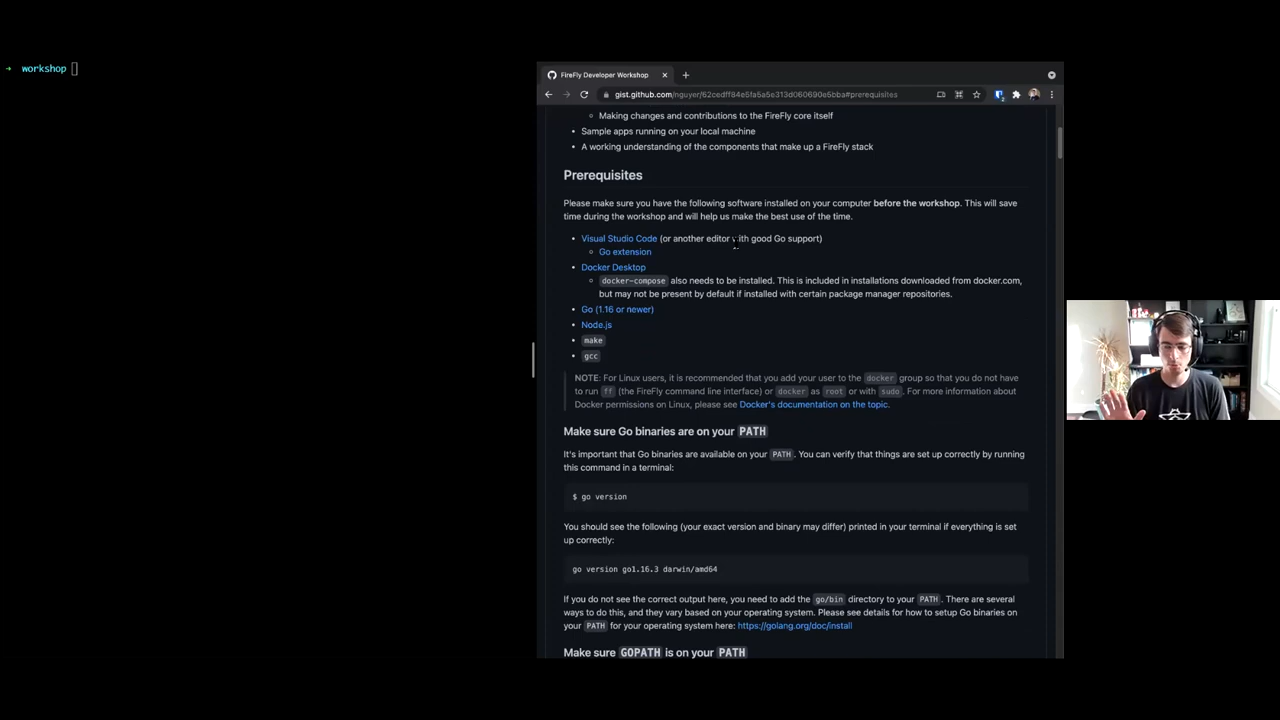 → workshop
FireFly Developer Workshop
gist.github.com/nguyer/62cedff84e5fa5a5e313d060690e5bba#prerequisites
Making changes and contributions to the FireFly core itself
Sample apps running on your local machine
A working understanding of the components that make up a FireFly stack
Prerequisites
Please make sure you have the following software installed on your computer before the workshop. This will save
time during the workshop and will help us make the best use of the time.
Visual Studio Code (or another editor with good Go support)
Go extension
Docker Desktop
docker-compose also needs to be installed. This is included in installations downloaded from docker.com,
but may not be present by default if installed with certain package manager repositories.
Go (1.16 or newer)
Node.js
make
gcc
NOTE: For Linux users, it is recommended that you add your user to the docker group so that you do not have
to run ff (the FireFly command line interface) or docker as root or with sudo. For more information about
Docker permissions on Linux, please see Docker's documentation on the topic.
Make sure Go binaries are on your PATH
It's important that Go binaries are available on your PATH. You can verify that things are set up correctly by running
this command in a terminal:
$ go version
You should see the following (your exact version and binary may differ) printed in your terminal if everything is set
up correctly:
go version go1.16.3 darwin/amd64
If you do not see the correct output here, you need to add the go/bin directory to your PATH. There are several
ways to do this, and they vary based on your operating system. Please see details for how to setup Go binaries on
your PATH for your operating system here: https://golang.org/doc/install
Make sure GOPATH is on your PATH